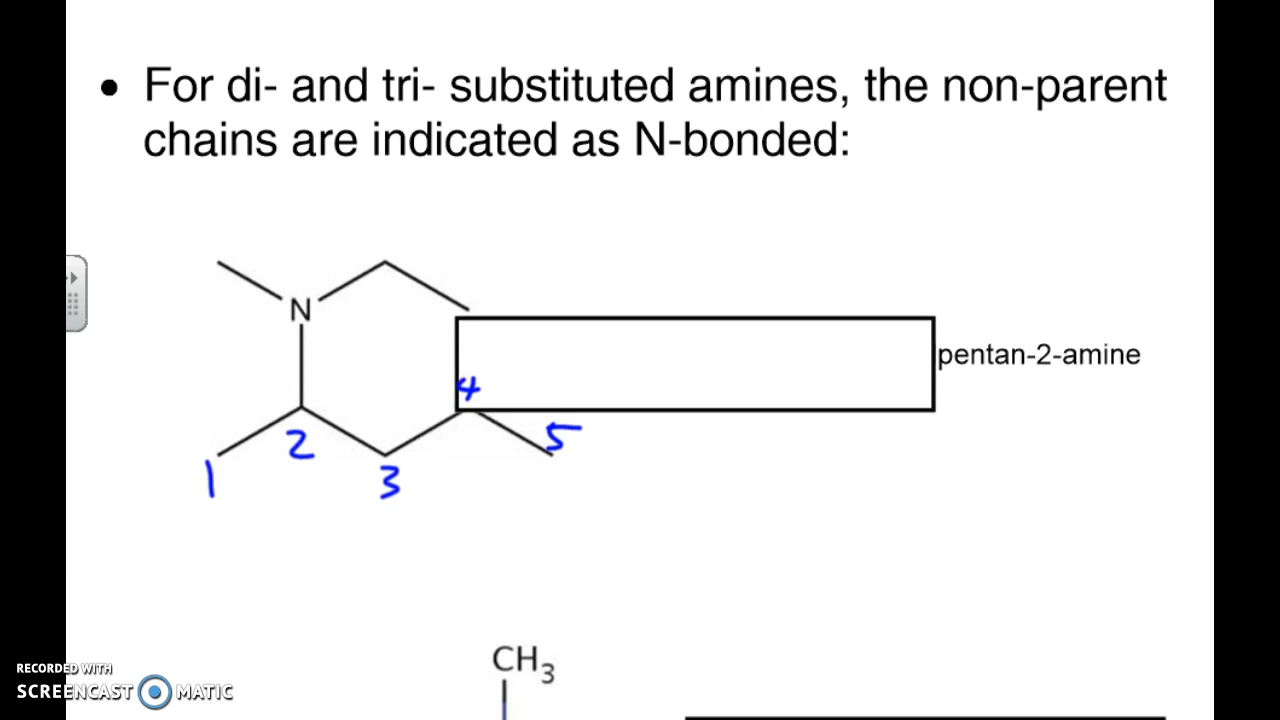 • For di- and tri- substituted amines, the non-parent
chains are indicated as N-bonded:
N
pentan-2-amine
4
5
2
1
3
CH₃
RECORDED WITH
SCREENCAST MATIC